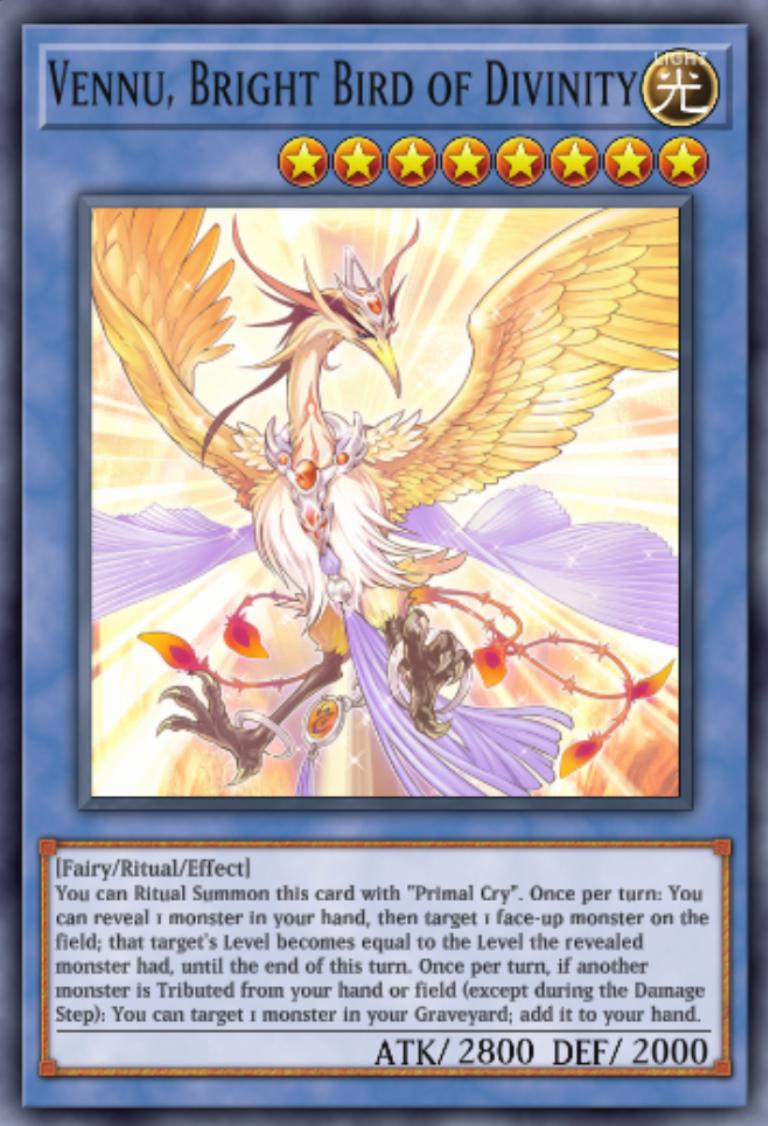 VENNU, BRIGHT BIRD OF DIVINITY
LIGHT
光
[Fairy/Ritual/Effect]
You can Ritual Summon this card with "Primal Cry". Once per turn: You
can reveal 1 monster in your hand, then target 1 face-up monster on the
field; that target's Level becomes equal to the Level the revealed
monster had, until the end of this turn. Once per turn, if another
monster is Tributed from your hand or field (except during the Damage
Step): You can target 1 monster in your Graveyard; add it to your hand.
ATK/ 2800 DEF/ 2000